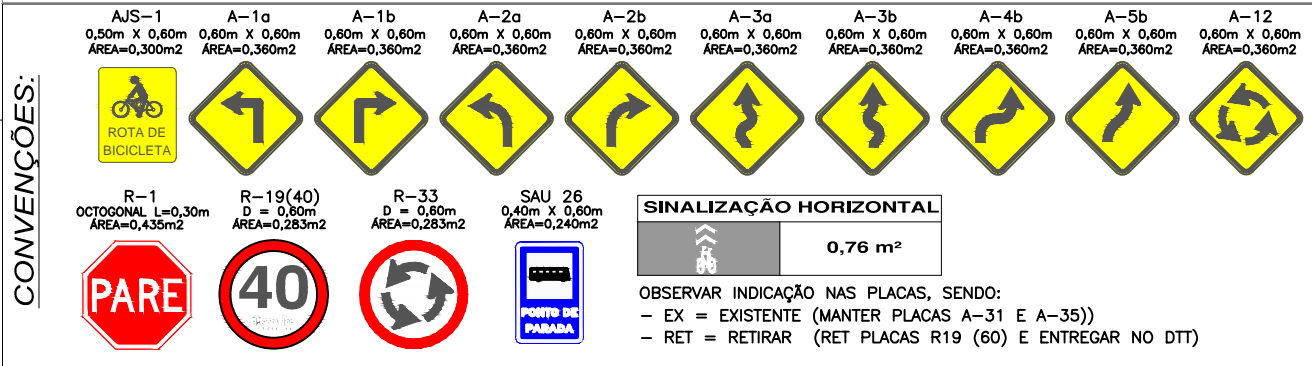 CONVENÇÕES:
AJS-1
0,50m X 0,60m
ÁREA=0,300m2
ROTA DE
BICICLETA
A-1a
0,60m X 0,60m
ÁREA=0,360m2
A-1b
0,60m X 0,60m
ÁREA=0,360m2
A-2a
0,60m X 0,60m
ÁREA=0,360m2
A-2b
0,60m X 0,60m
ÁREA=0,360m2
A-3a
0,60m X 0,60m
ÁREA=0,360m2
A-3b
0,60m X 0,60m
ÁREA=0,360m2
A-4b
0,60m X 0,60m
ÁREA=0,360m2
A-5b
0,60m X 0,60m
ÁREA=0,360m2
A-12
0,60m X 0,60m
ÁREA=0,360m2
R-1
OCTOGONAL L=0,30m
ÁREA=0,435m2
PARE
R-19(40)
D = 0,60m
ÁREA=0,283m2
40
R-33
D = 0,60m
ÁREA=0,283m2
SAU 26
0,40m X 0,60m
ÁREA=0,240m2
PONTO DE
PARADA
SINALIZAÇÃO HORIZONTAL
0,76 m²
OBSERVAR INDICAÇÃO NAS PLACAS, SENDO:
– EX = EXISTENTE (MANTER PLACAS A-31 E A-35))
– RET = RETIRAR (RET PLACAS R19 (60) E ENTREGAR NO DTT)